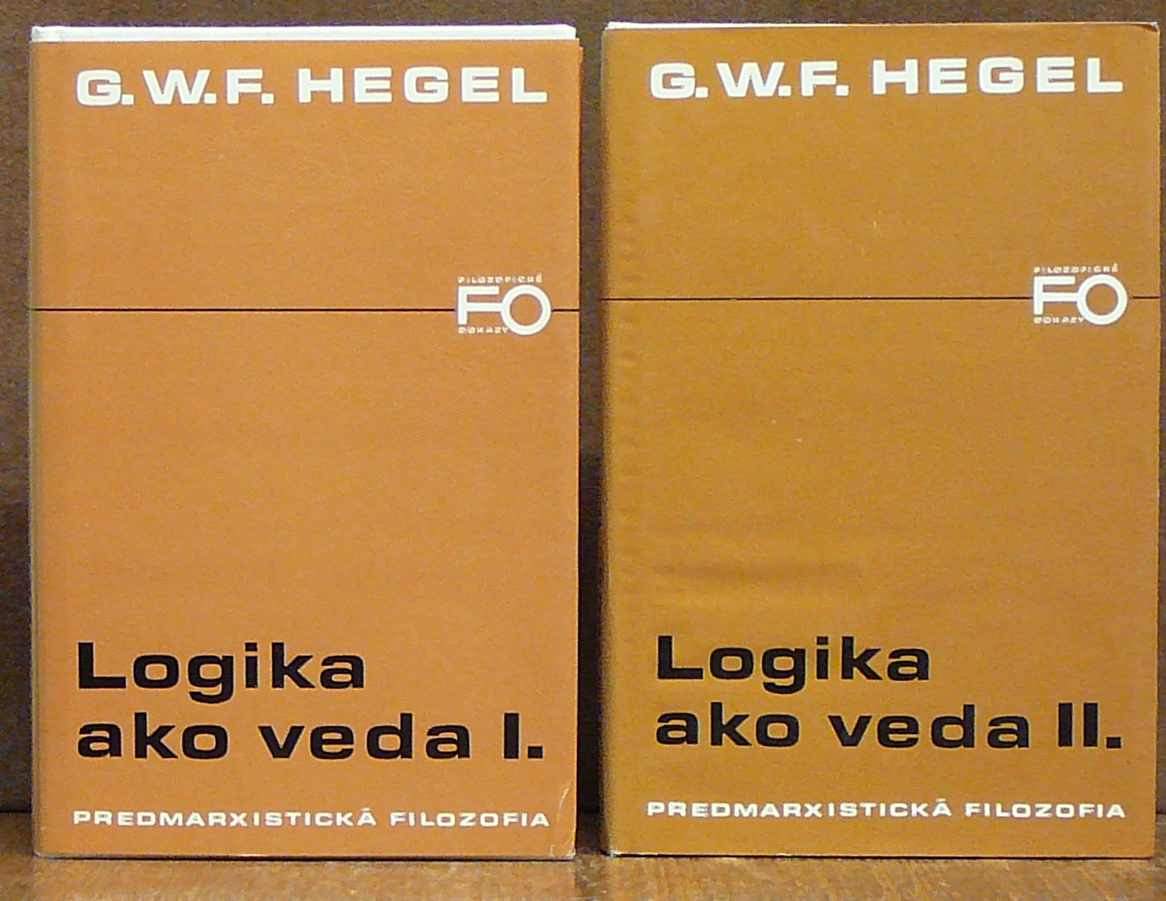 G.W.F. HEGEL
FILOZOFICKÉ
FO
ODKAZY
Logika
ako veda I.
PREDMARXISTICKÁ FILOZOFIA
G.W.F. HEGEL
FILOZOFICKÉ
FO
ODKAZY
Logika
ako veda II.
PREDMARXISTICKÁ FILOZOFIA